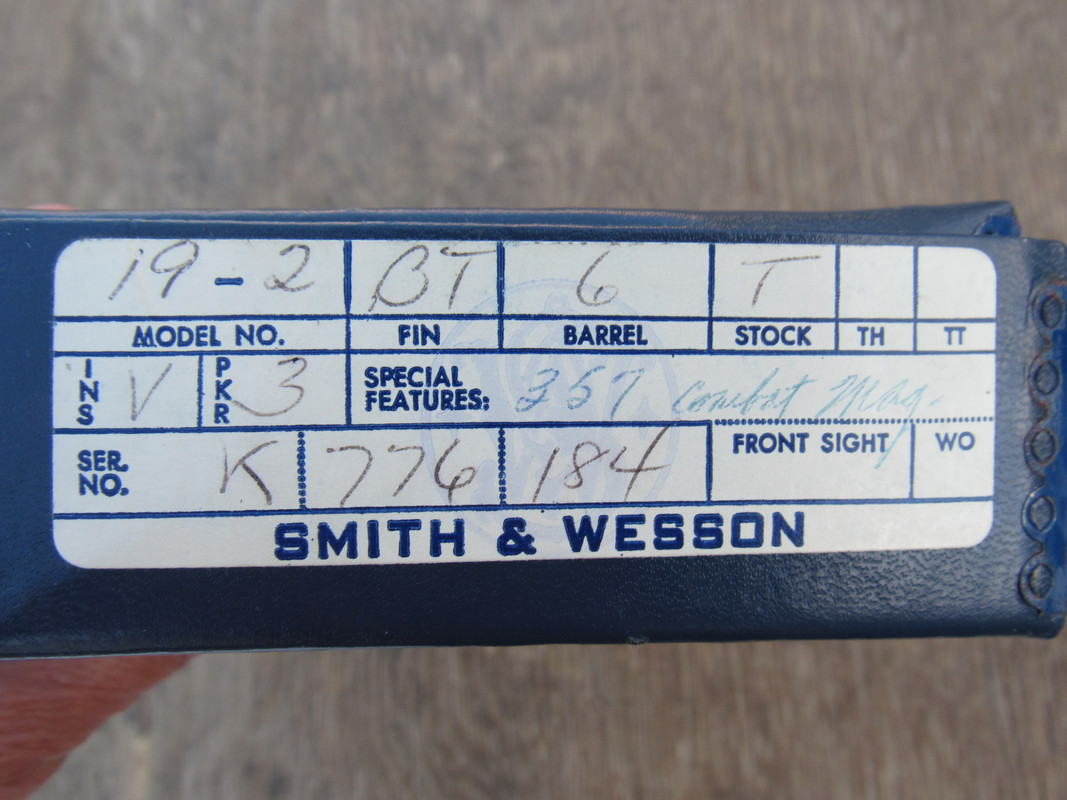 19-2 BT 6 T
MODEL NO. FIN BARREL STOCK TH TT
INS V PKR 3 SPECIAL FEATURES: 357 Combat Mag.
FRONT SIGHT WO
SER. NO. K 776 184
SMITH & WESSON